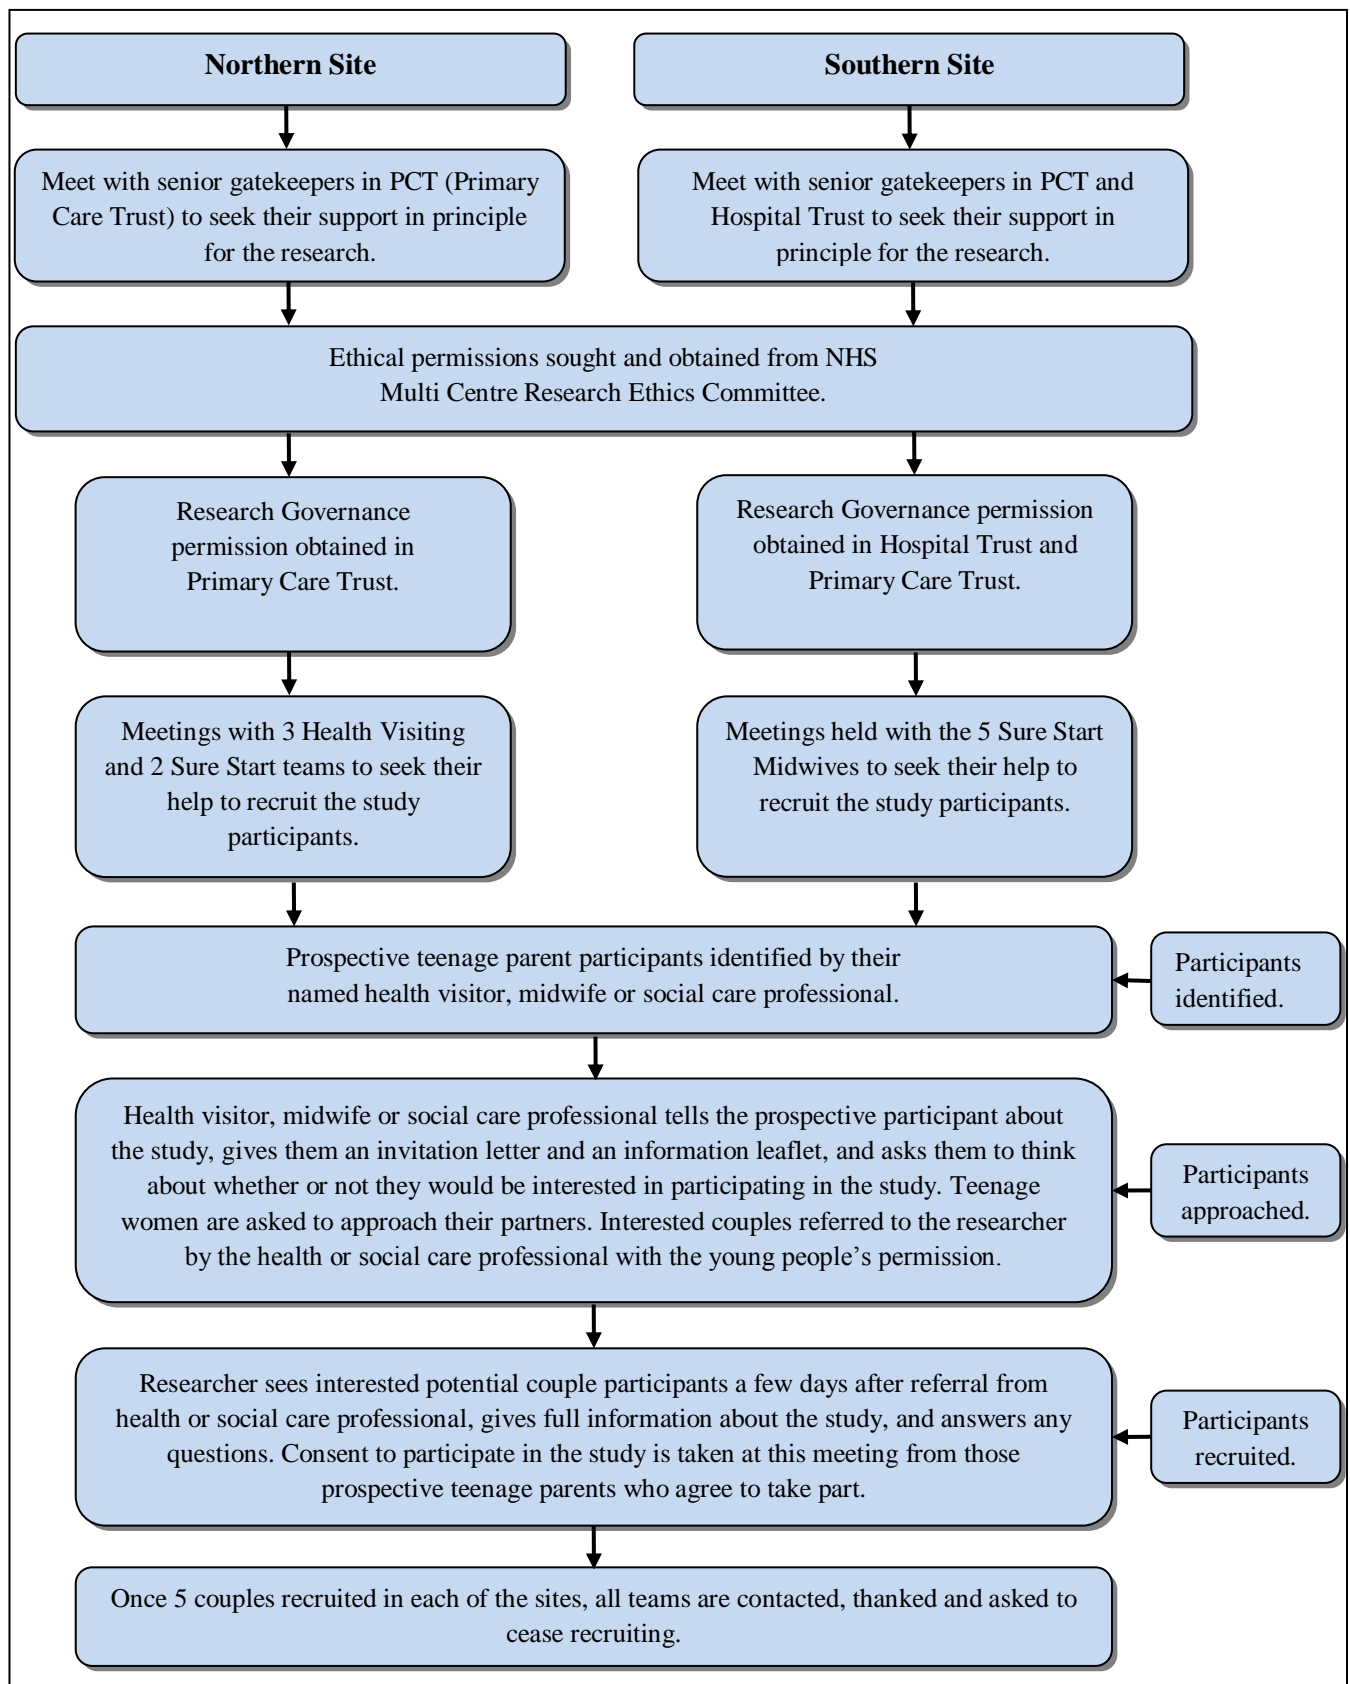 Northern Site
Southern Site
Meet with senior gatekeepers in PCT (Primary
Care Trust) to seek their support in principle
for the research.
Meet with senior gatekeepers in PCT and
Hospital Trust to seek their support in
principle for the research.
Ethical permissions sought and obtained from NHS
Multi Centre Research Ethics Committee.
Research Governance
permission obtained in
Primary Care Trust.
Research Governance permission
obtained in Hospital Trust and
Primary Care Trust.
Meetings with 3 Health Visiting
and 2 Sure Start teams to seek their
help to recruit the study
participants.
Meetings held with the 5 Sure Start
Midwives to seek their help to
recruit the study participants.
Prospective teenage parent participants identified by their
named health visitor, midwife or social care professional.
Participants
identified.
Health visitor, midwife or social care professional tells the prospective participant about
the study, gives them an invitation letter and an information leaflet, and asks them to think
about whether or not they would be interested in participating in the study. Teenage
women are asked to approach their partners. Interested couples referred to the researcher
by the health or social care professional with the young people’s permission.
Participants
approached.
Researcher sees interested potential couple participants a few days after referral from
health or social care professional, gives full information about the study, and answers any
questions. Consent to participate in the study is taken at this meeting from those
prospective teenage parents who agree to take part.
Participants
recruited.
Once 5 couples recruited in each of the sites, all teams are contacted, thanked and asked to
cease recruiting.